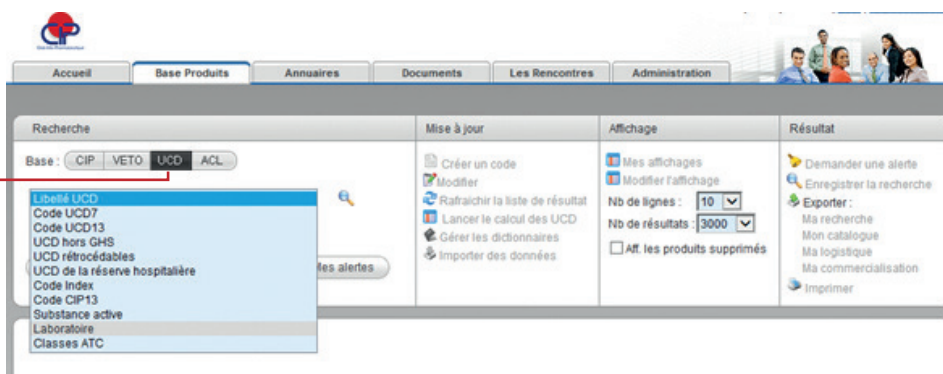 CIP
Accueil
Base Produits
Annuaires
Documents
Les Rencontres
Administration
Recherche
Mise à jour
Affichage
Résultat
Base : CIP VETO UCD ACL
Libellé UCD
Code UCD7
Code UCD13
UCD hors GHS
UCD rétrocédables
UCD de la réserve hospitalière
Code Index
Code CIP13
Substance active
Laboratoire
Classes ATC
les alertes
Créer un code
Modifier
Rafraichir la liste de résultat
Lancer le calcul des UCD
Gérer les dictionnaires
Importer des données
Mes affichages
Modifier l'affichage
Nb de lignes : 10
Nb de résultats : 3000
Aff. les produits supprimés
Demander une alerte
Enregistrer la recherche
Exporter :
Ma recherche
Mon catalogue
Ma logistique
Ma commercialisation
Imprimer